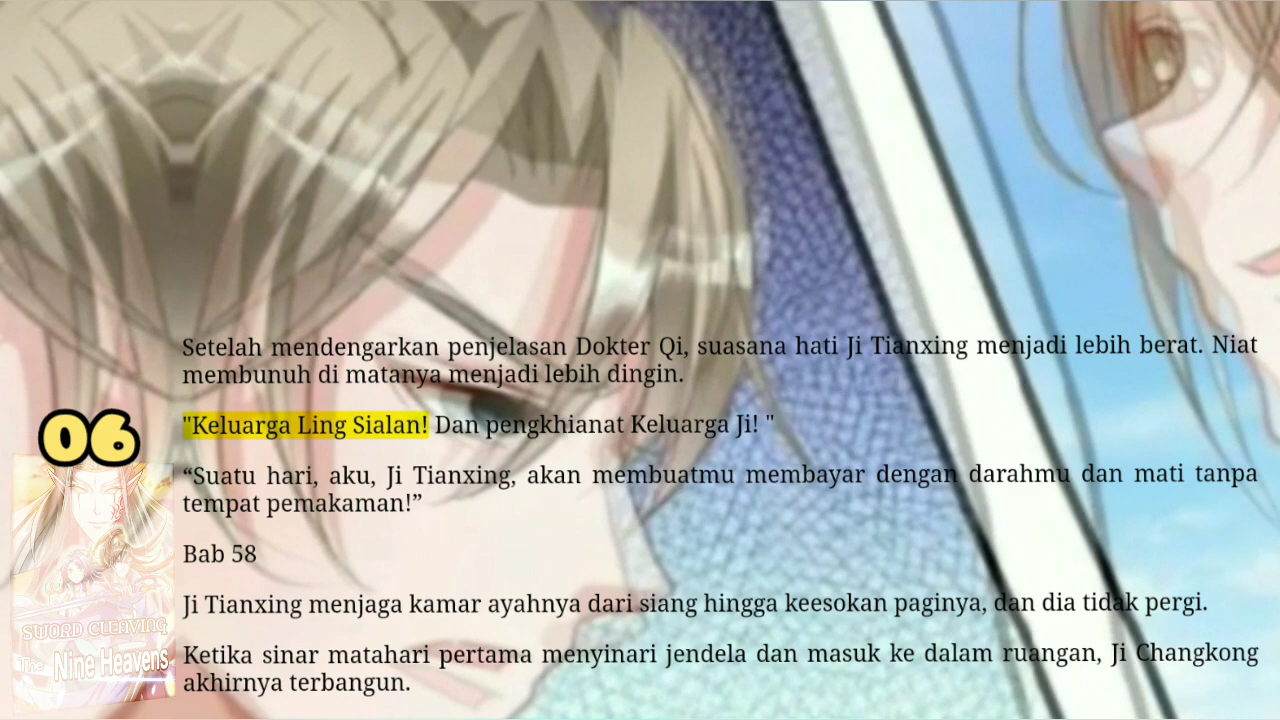 Setelah mendengarkan penjelasan Dokter Qi, suasana hati Ji Tianxing menjadi lebih berat. Niat
membunuh di matanya menjadi lebih dingin.
"Keluarga Ling Sialan! Dan pengkhianat Keluarga Ji! "
“Suatu hari, aku, Ji Tianxing, akan membuatmu membayar dengan darahmu dan mati tanpa
tempat pemakaman!”
Bab 58
Ji Tianxing menjaga kamar ayahnya dari siang hingga keesokan paginya, dan dia tidak pergi.
Ketika sinar matahari pertama menyinari jendela dan masuk ke dalam ruangan, Ji Changkong
akhirnya terbangun.
06
SWORD CLEAVING
The Nine Heavens